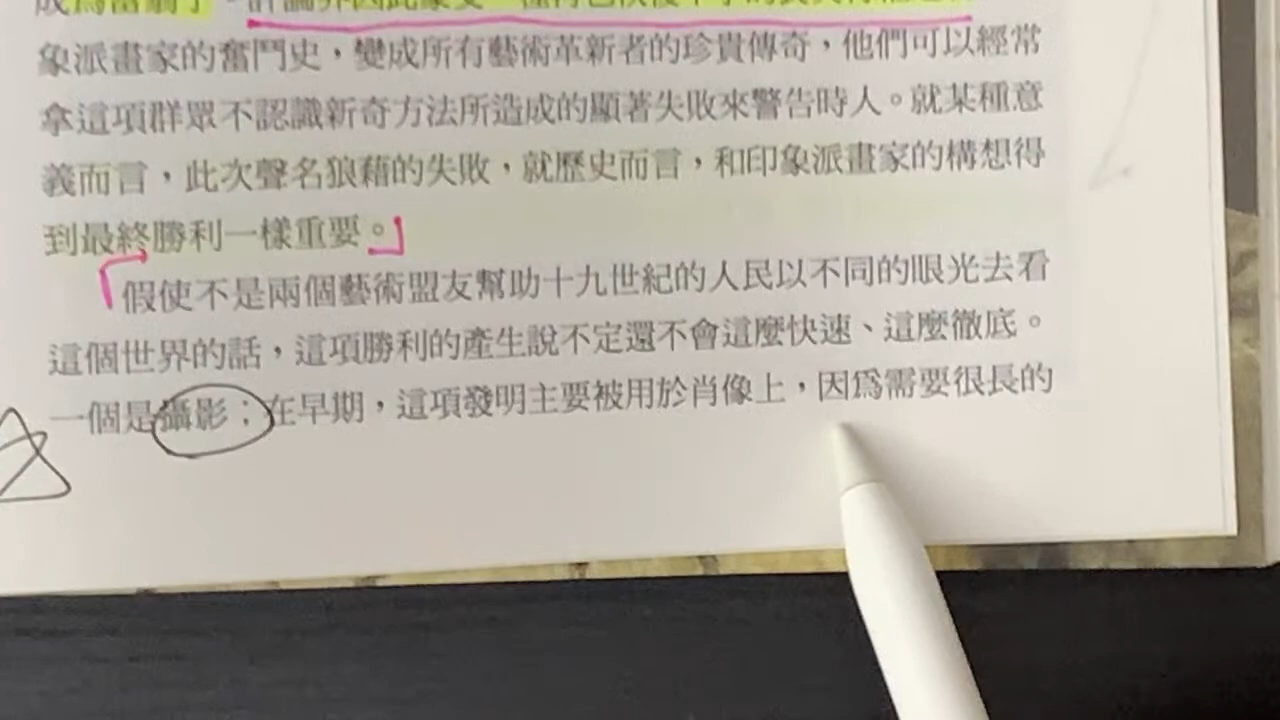 象派畫家的奮鬥史，變成所有藝術革新者的珍貴傳奇，他們可以經常
拿這項群眾不認識新奇方法所造成的顯著失敗來警告時人。就某種意
義而言，此次聲名狼藉的失敗，就歷史而言，和印象派畫家的構想得
到最終勝利一樣重要。
假使不是兩個藝術盟友幫助十九世紀的人民以不同的眼光去看
這個世界的話，這項勝利的產生說不定還不會這麼快速、這麼徹底。
一個是攝影；在早期，這項發明主要被用於肖像上，因爲需要很長的